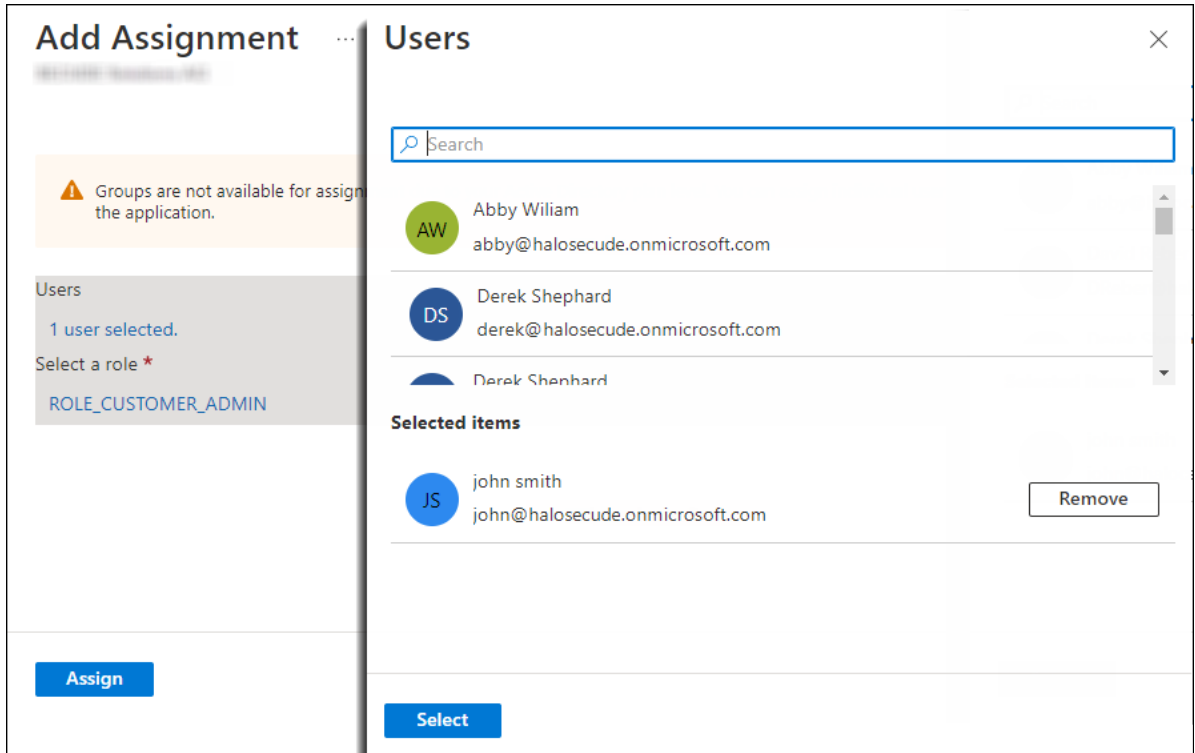 Add Assignment ...
Groups are not available for assign
the application.
Users
1 user selected.
Select a role *
ROLE_CUSTOMER_ADMIN
Assign
Users
Search
AW
Abby Wiliam
abby@halosecude.onmicrosoft.com
DS
Derek Shephard
derek@halosecude.onmicrosoft.com
Derek Shephard
Selected items
JS
john smith
john@halosecude.onmicrosoft.com
Remove
Select